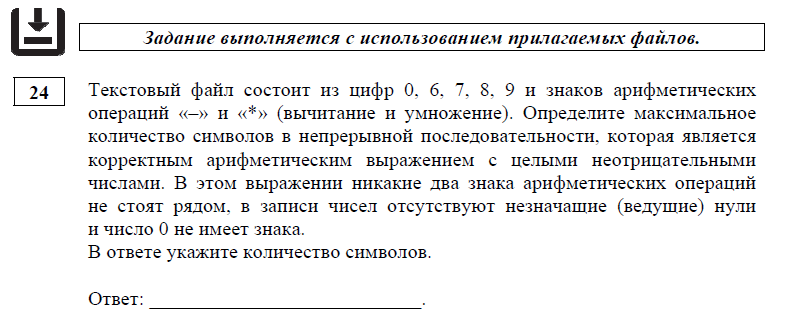 Задание выполняется с использованием прилагаемых файлов.
24
Текстовый файл состоит из цифр 0, 6, 7, 8, 9 и знаков арифметических
операций «–» и «*» (вычитание и умножение). Определите максимальное
количество символов в непрерывной последовательности, которая является
корректным арифметическим выражением с целыми неотрицательными
числами. В этом выражении никакие два знака арифметических операций
не стоят рядом, в записи чисел отсутствуют незначащие (ведущие) нули
и число 0 не имеет знака.
В ответе укажите количество символов.
Ответ: ___________________________.